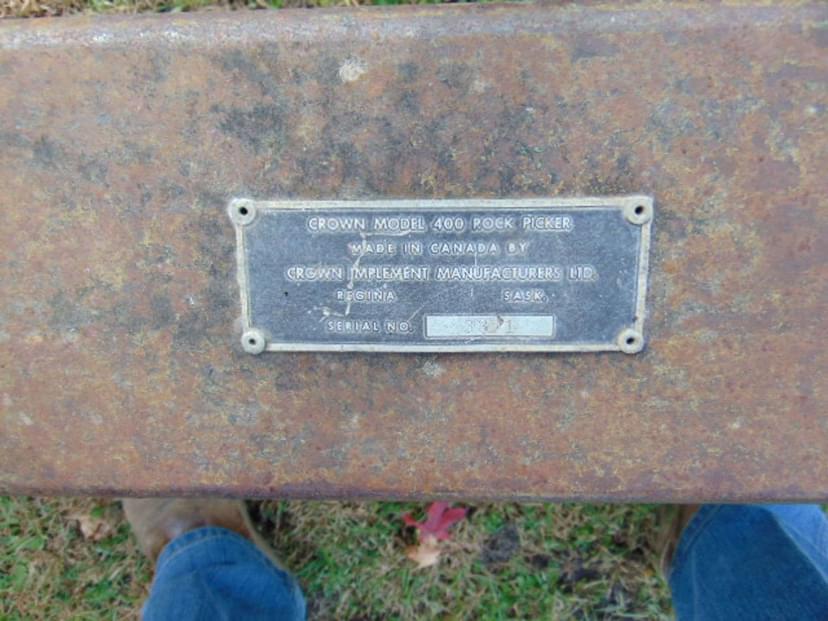 CROWN MODEL 400 ROCK PICKER
MADE IN CANADA BY
CROWN IMPLEMENT MANUFACTURERS LTD.
REGINA SASK.
SERIAL NO.